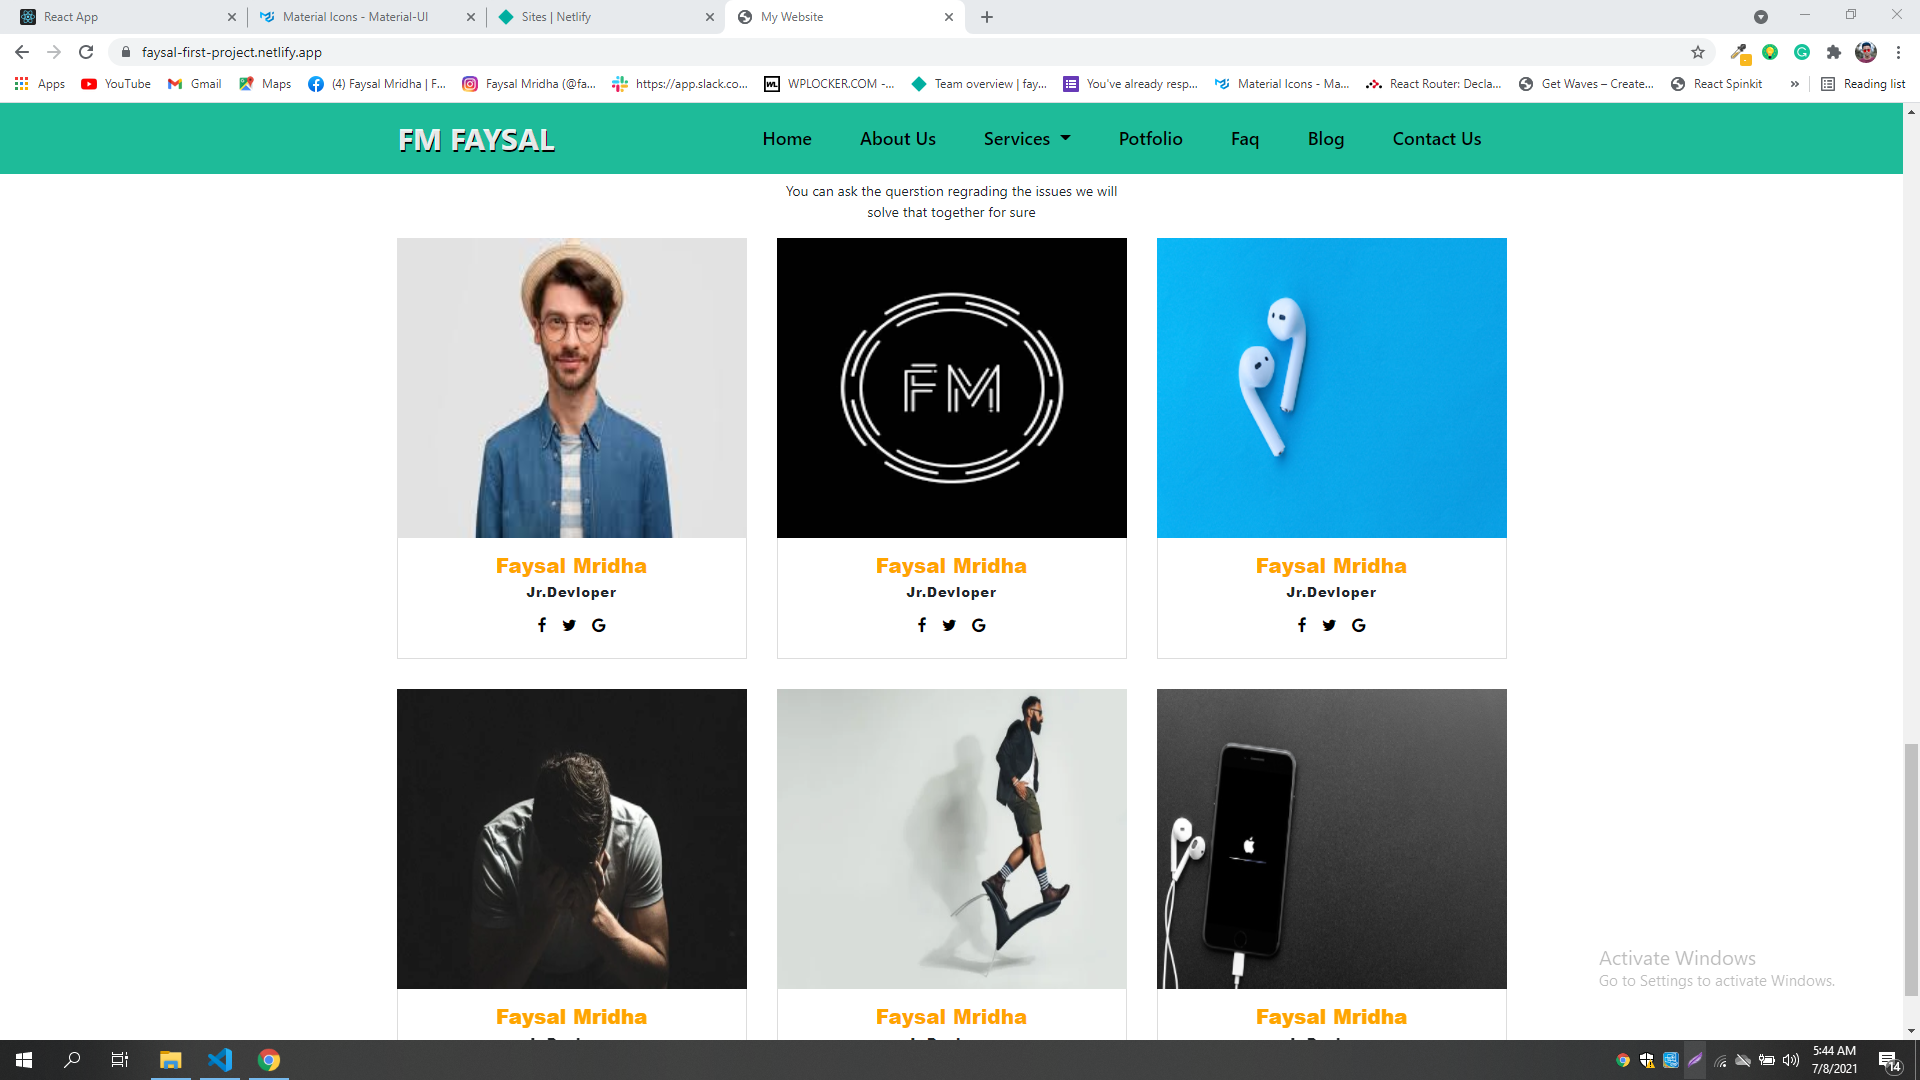 React App
Material Icons - Material-UI
Sites | Netlify
My Website
faysal-first-project.netlify.app
Apps
YouTube
Gmail
Maps
(4) Faysal Mridha | F...
Faysal Mridha (@fa...
https://app.slack.co...
WPLOCKER.COM -...
Team overview | fay...
You've already resp...
Material Icons - Ma...
React Router: Decla...
Get Waves – Create...
React Spinkit
»
Reading list
FM FAYSAL
Home
About Us
Services
Potfolio
Faq
Blog
Contact Us
You can ask the querstion regrading the issues we will
solve that together for sure
FM
Faysal Mridha
Jr.Devloper
Faysal Mridha
Jr.Devloper
Faysal Mridha
Jr.Devloper
Faysal Mridha
Faysal Mridha
Faysal Mridha
Activate Windows
Go to Settings to activate Windows.
5:44 AM
7/8/2021
14